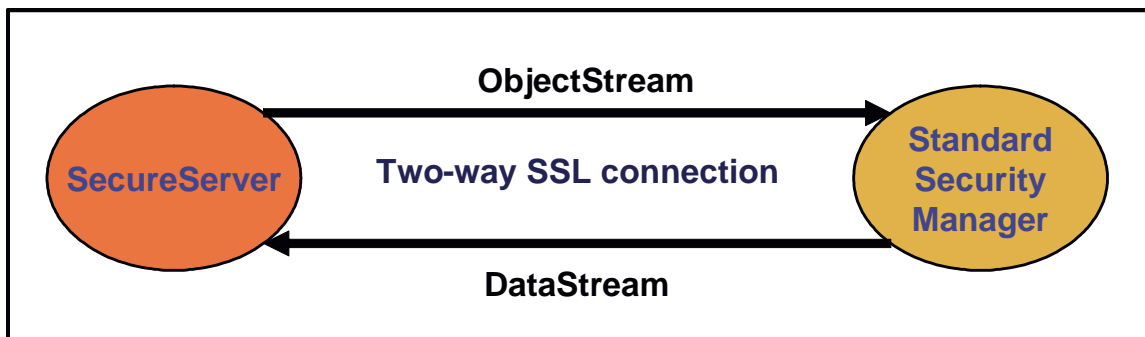 ObjectStream
SecureServer
Two-way SSL connection
Standard
Security
Manager
DataStream